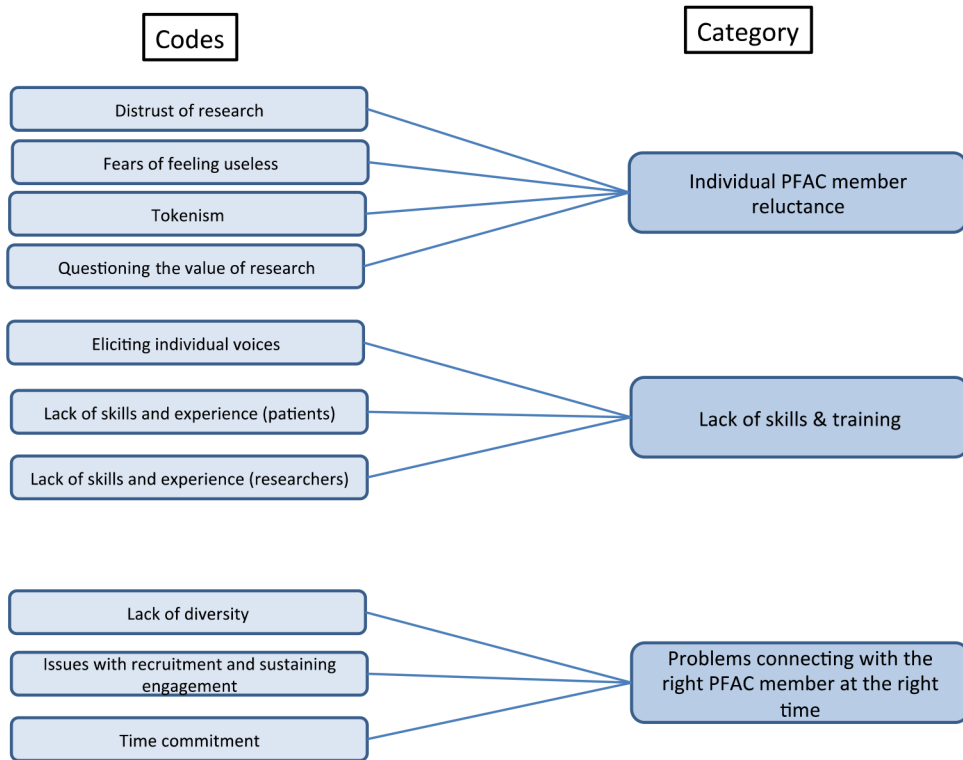 Codes
Category
Distrust of research
Fears of feeling useless
Tokenism
Questioning the value of research
Individual PFAC member
reluctance
Eliciting individual voices
Lack of skills and experience (patients)
Lack of skills and experience (researchers)
Lack of skills & training
Lack of diversity
Issues with recruitment and sustaining
engagement
Time commitment
Problems connecting with the
right PFAC member at the right
time